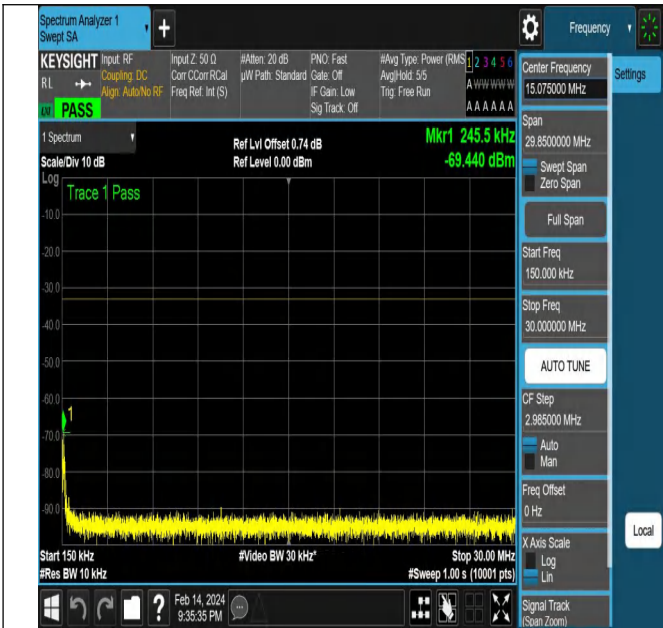 Spectrum Analyzer 1
Swept SA
Frequency
KEYSIGHT
RL
PASS
Input: RF
Coupling: DC
Align: Auto/No RF
Input Z: 50 Ω
Corr CCorr RCal
Freq Ref: Int (S)
#Atten: 20 dB
µW Path: Standard
PNO: Fast
Gate: Off
IF Gain: Low
Sig Track: Off
#Avg Type: Power (RMS
Avg|Hold: 5/5
Trig: Free Run
1 2 3 4 5 6
A W W W W W
A A A A A A
1 Spectrum
Scale/Div 10 dB
Ref Lvl Offset 0.74 dB
Ref Level 0.00 dBm
Mkr1 245.5 kHz
-69.440 dBm
Log
Trace 1 Pass
-10.0
-20.0
-30.0
-40.0
-50.0
-60.0
-70.0
-80.0
-90.0
1
Start 150 kHz
#Res BW 10 kHz
#Video BW 30 kHz*
Stop 30.00 MHz
#Sweep 1.00 s (10001 pts)
Feb 14, 2024
9:35:35 PM
Center Frequency
15.075000 MHz
Settings
Span
29.8500000 MHz
Swept Span
Zero Span
Full Span
Start Freq
150.000 kHz
Stop Freq
30.000000 MHz
AUTO TUNE
CF Step
2.985000 MHz
Auto
Man
Freq Offset
0 Hz
X Axis Scale
Log
Lin
Local
Signal Track
(Span Zoom)